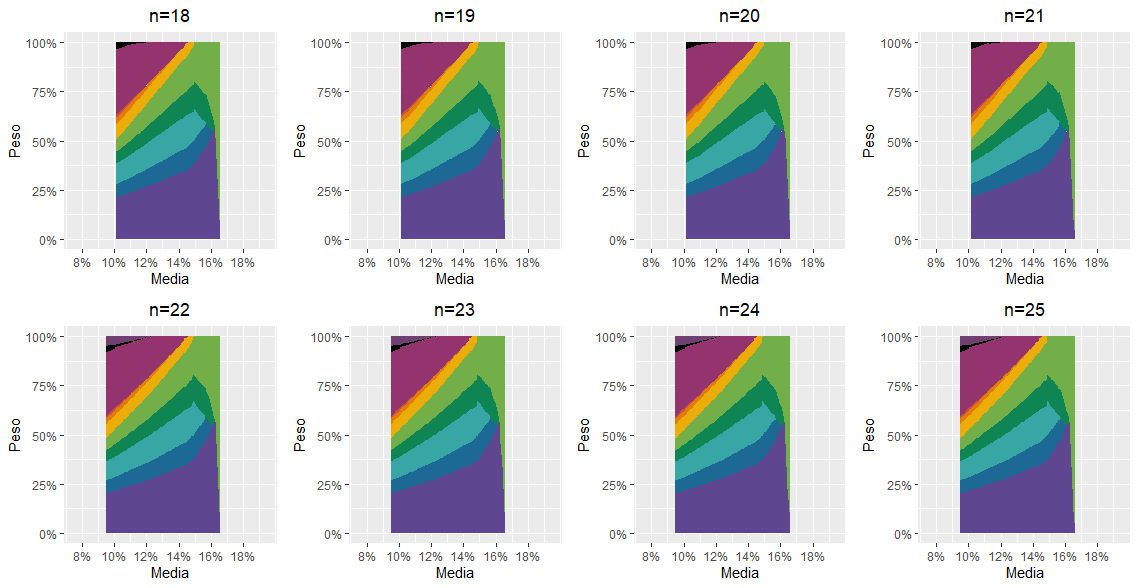 n=18 n=19 n=20 n=21
100% 100% 100% 100%
75% 75% 75% 75%
Peso Peso Peso Peso
50% 50% 50% 50%
25% 25% 25% 25%
0% 0% 0% 0%
8% 10% 12% 14% 16% 18% 8% 10% 12% 14% 16% 18% 8% 10% 12% 14% 16% 18% 8% 10% 12% 14% 16% 18%
Media Media Media Media
n=22 n=23 n=24 n=25
100% 100% 100% 100%
75% 75% 75% 75%
Peso Peso Peso Peso
50% 50% 50% 50%
25% 25% 25% 25%
0% 0% 0% 0%
8% 10% 12% 14% 16% 18% 8% 10% 12% 14% 16% 18% 8% 10% 12% 14% 16% 18% 8% 10% 12% 14% 16% 18%
Media Media Media Media